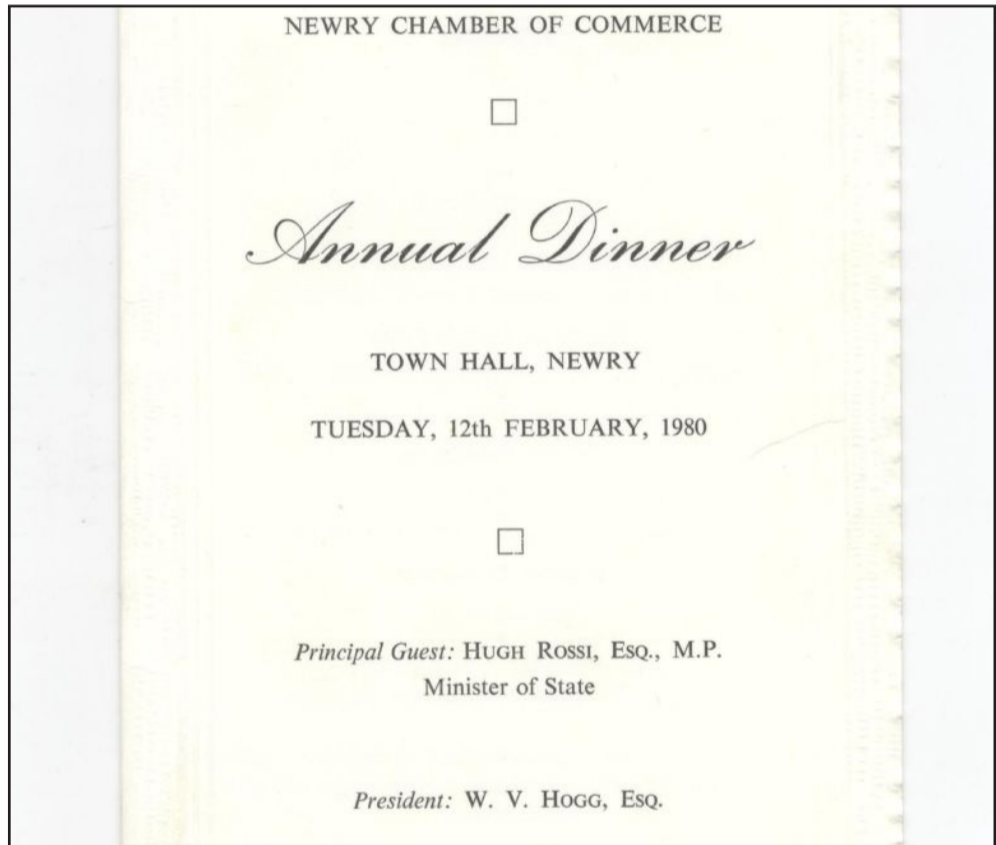 NEWRY CHAMBER OF COMMERCE
Annual Dinner
TOWN HALL, NEWRY
TUESDAY, 12th FEBRUARY, 1980
Principal Guest: HUGH ROSSI, ESQ., M.P.
Minister of State
President: W. V. HOGG, ESQ.